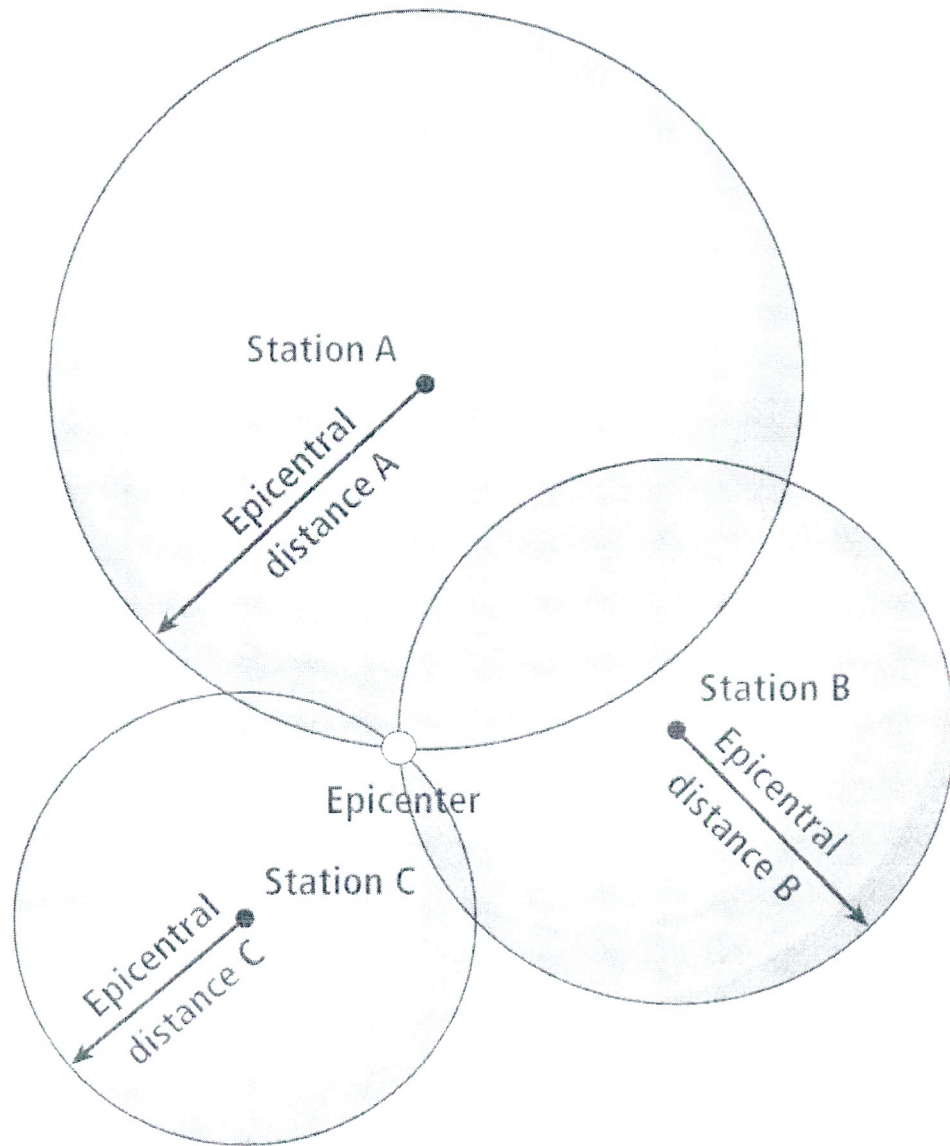 Station A
Epicentral
distance A
Station B
Epicentral
distance B
Epicenter
Station C
Epicentral
distance C